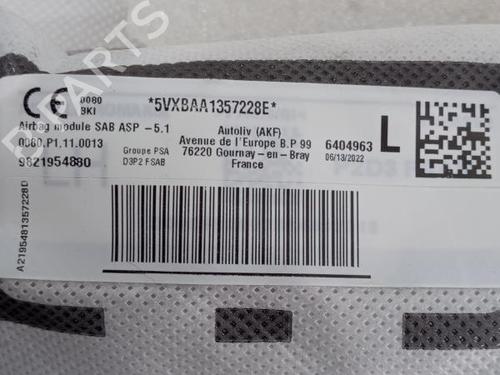 CE 0080
9KI
*5VXBAA1357228E*
Airbag module SAB ASP -5.1
0080.P1.11.0013
9821954880
Groupe PSA
D3P2 FSAB
Autoliv (AKF)
Avenue de l'Europe B.P 99
76220 Gournay-en-Bray
France
6404963
06/13/2022
L
A21954813572280
B-PARTS